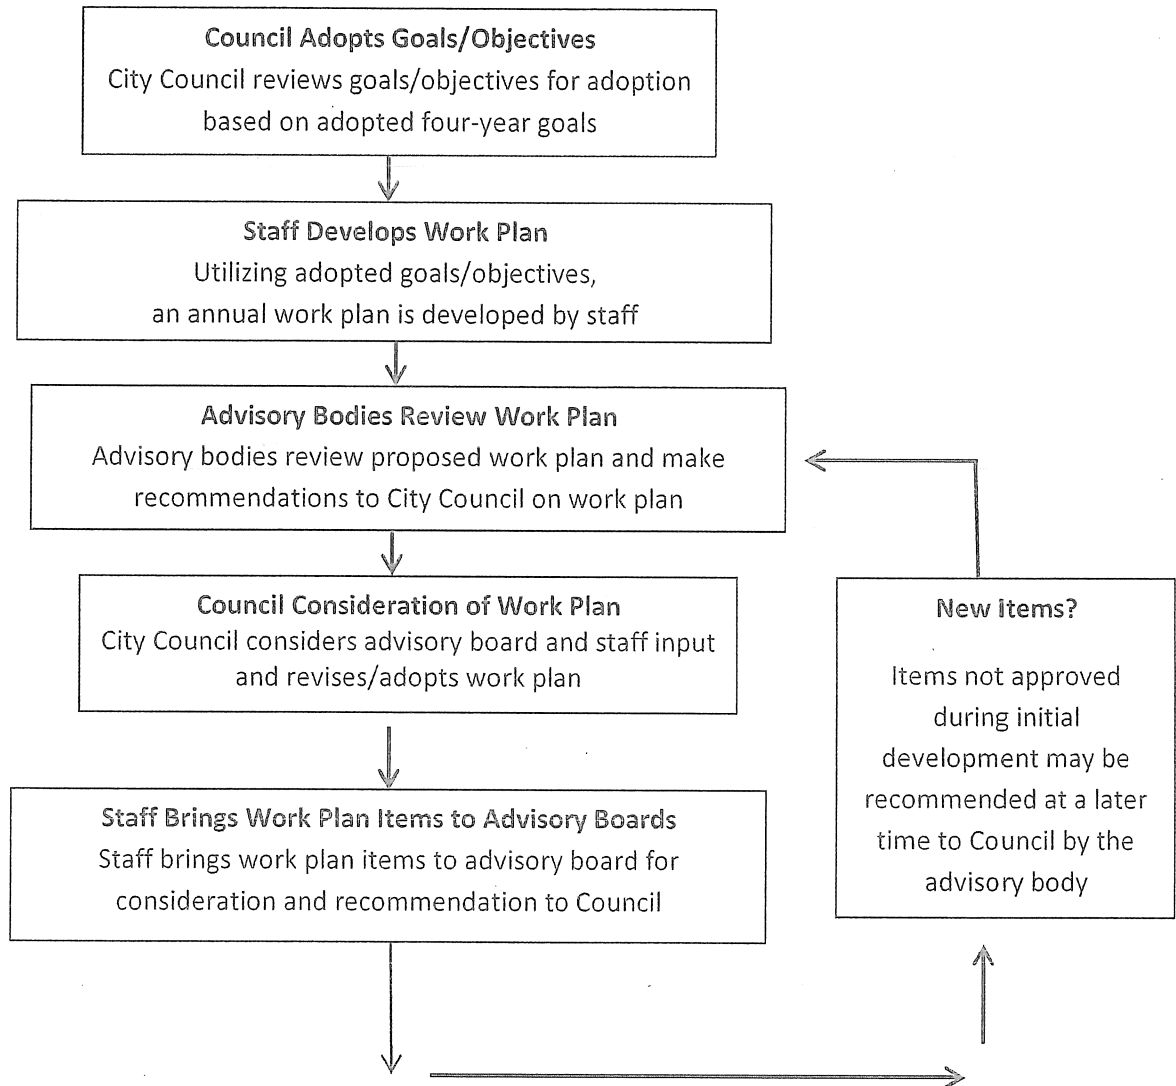 Council Adopts Goals/Objectives
City Council reviews goals/objectives for adoption
based on adopted four-year goals
Staff Develops Work Plan
Utilizing adopted goals/objectives,
an annual work plan is developed by staff
Advisory Bodies Review Work Plan
Advisory bodies review proposed work plan and make
recommendations to City Council on work plan
Council Consideration of Work Plan
City Council considers advisory board and staff input
and revises/adopts work plan
Staff Brings Work Plan Items to Advisory Boards
Staff brings work plan items to advisory board for
consideration and recommendation to Council
New Items?
Items not approved
during initial
development may be
recommended at a later
time to Council by the
advisory body